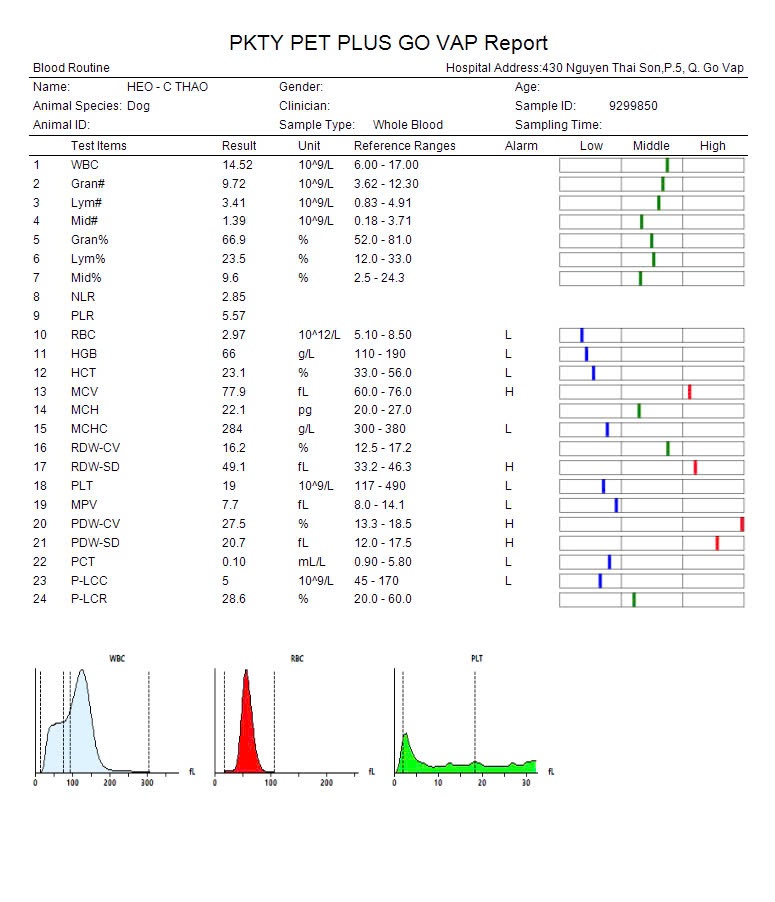 PKTY PET PLUS GO VAP Report
Blood Routine Hospital Address:430 Nguyen Thai Son,P.5, Q. Go Vap
Name: HEO - C THAO Gender: Age:
Animal Species: Dog Clinician: Sample ID: 9299850
Animal ID: Sample Type: Whole Blood Sampling Time:
Test Items Result Unit Reference Ranges Alarm Low Middle High
1 WBC 14.52 10^9/L 6.00 - 17.00
2 Gran# 9.72 10^9/L 3.62 - 12.30
3 Lym# 3.41 10^9/L 0.83 - 4.91
4 Mid# 1.39 10^9/L 0.18 - 3.71
5 Gran% 66.9 % 52.0 - 81.0
6 Lym% 23.5 % 12.0 - 33.0
7 Mid% 9.6 % 2.5 - 24.3
8 NLR 2.85
9 PLR 5.57
10 RBC 2.97 10^12/L 5.10 - 8.50 L
11 HGB 66 g/L 110 - 190 L
12 HCT 23.1 % 33.0 - 56.0 L
13 MCV 77.9 fL 60.0 - 76.0 H
14 MCH 22.1 pg 20.0 - 27.0
15 MCHC 284 g/L 300 - 380 L
16 RDW-CV 16.2 % 12.5 - 17.2
17 RDW-SD 49.1 fL 33.2 - 46.3 H
18 PLT 19 10^9/L 117 - 490 L
19 MPV 7.7 fL 8.0 - 14.1 L
20 PDW-CV 27.5 % 13.3 - 18.5 H
21 PDW-SD 20.7 fL 12.0 - 17.5 H
22 PCT 0.10 mL/L 0.90 - 5.80 L
23 P-LCC 5 10^9/L 45 - 170 L
24 P-LCR 28.6 % 20.0 - 60.0
WBC RBC PLT
fL fL fL
0 100 200 300 0 100 200 0 10 20 30